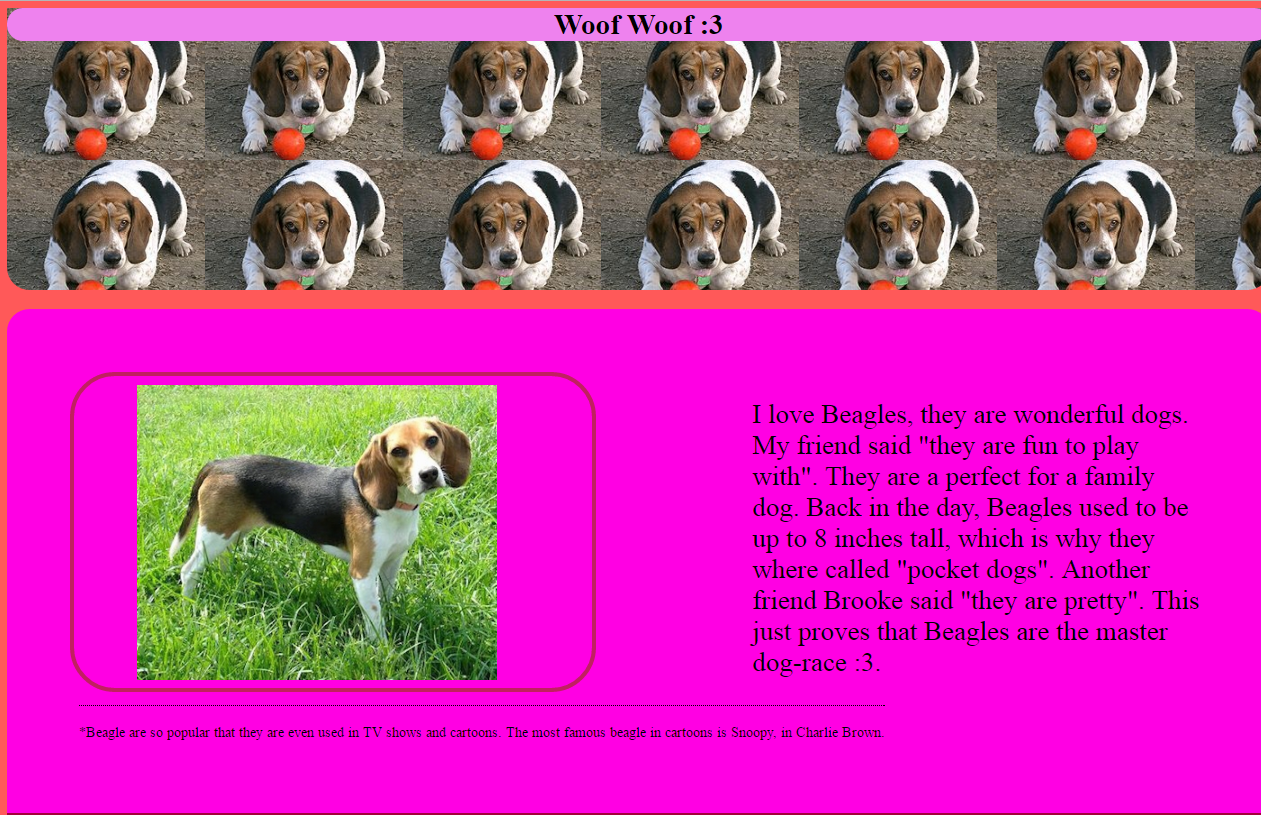 Woof Woof :3
I love Beagles, they are wonderful dogs.
My friend said "they are fun to play
with". They are a perfect for a family
dog. Back in the day, Beagles used to be
up to 8 inches tall, which is why they
where called "pocket dogs". Another
friend Brooke said "they are pretty". This
just proves that Beagles are the master
dog-race :3.
*Beagle are so popular that they are even used in TV shows and cartoons. The most famous beagle in cartoons is Snoopy, in Charlie Brown.